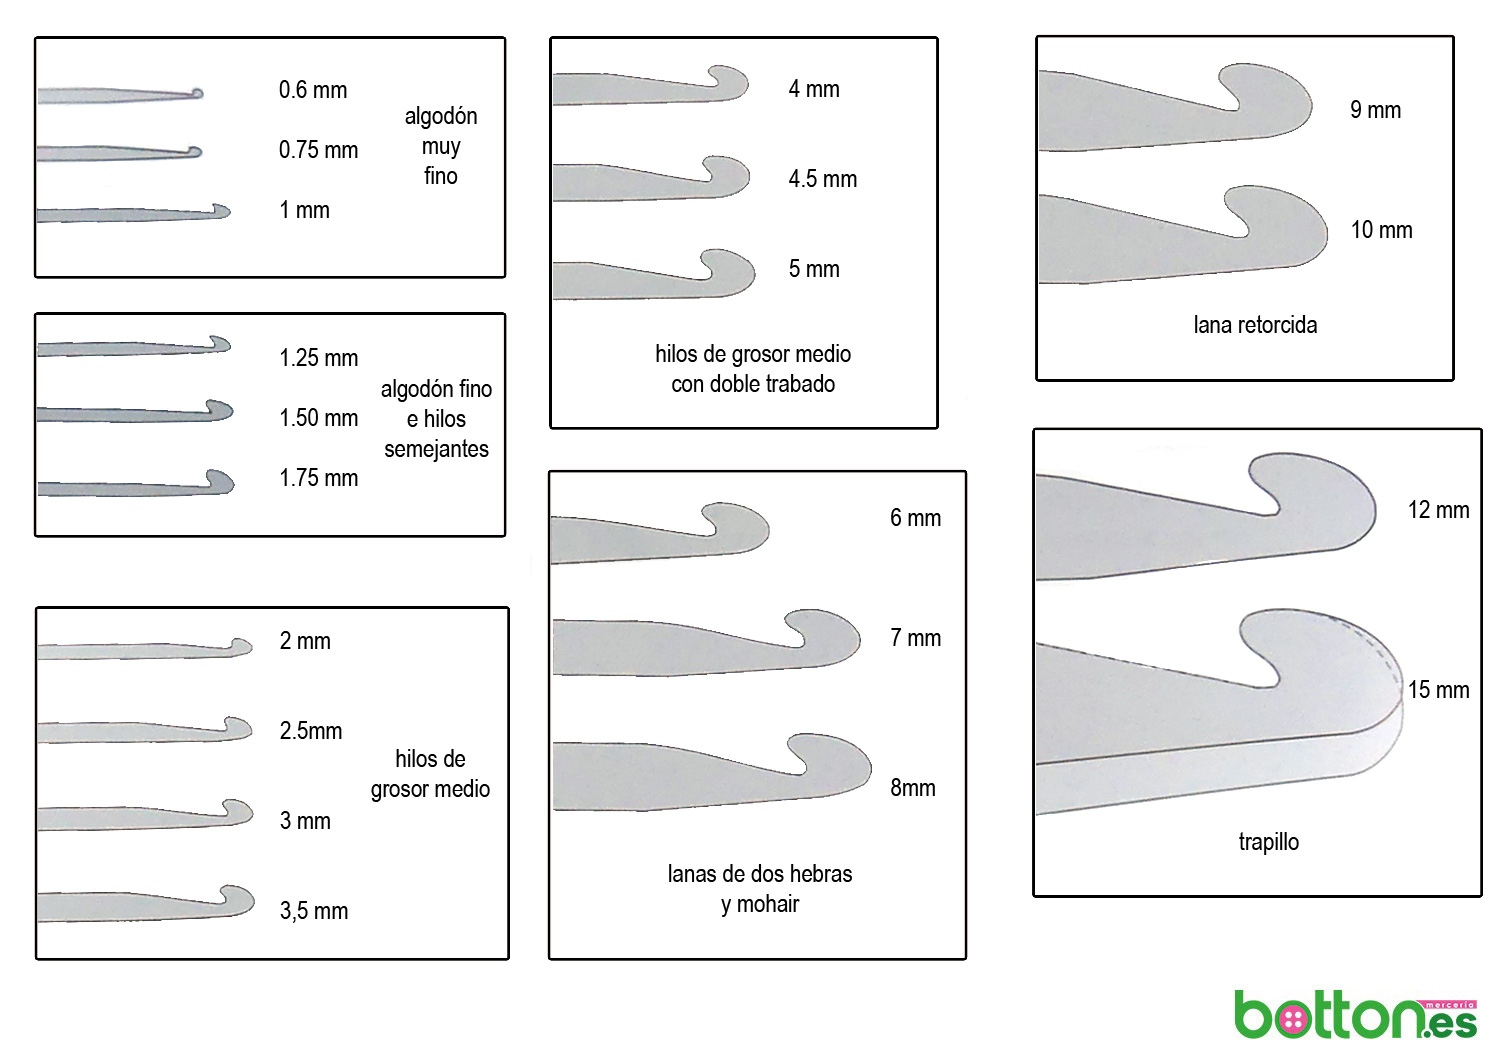 0.6 mm
0.75 mm
1 mm
algodón
muy
fino
1.25 mm
1.50 mm
1.75 mm
algodón fino
e hilos
semejantes
2 mm
2.5mm
3 mm
3,5 mm
hilos de
grosor medio
4 mm
4.5 mm
5 mm
hilos de grosor medio
con doble trabado
6 mm
7 mm
8mm
lanas de dos hebras
y mohair
9 mm
10 mm
lana retorcida
12 mm
15 mm
trapillo
mercería
botton.es